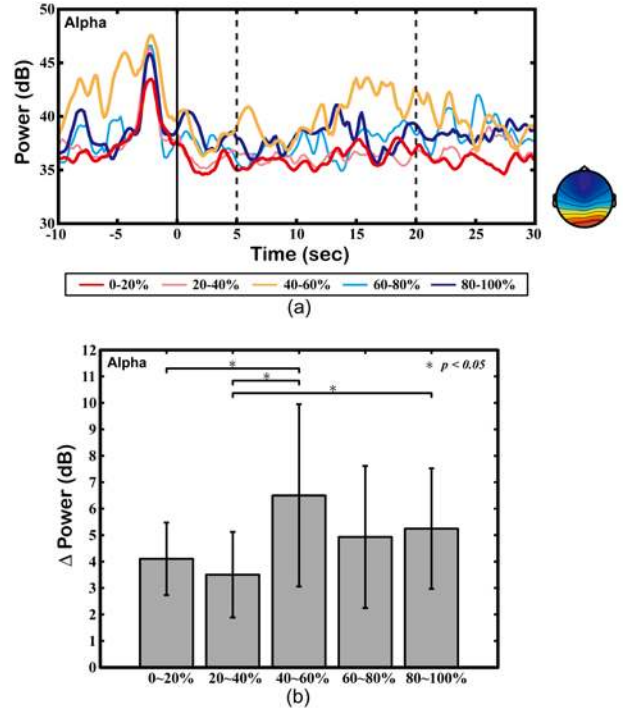 Alpha
Power (dB)
50
45
40
35
30
-10 -5 0 5 10 15 20 25 30
Time (sec)
0-20% 20-40% 40-60% 60-80% 80-100%
(a)
Alpha
* p < 0.05
*
*
*
Δ Power (dB)
12
11
10
9
8
7
6
5
4
3
2
1
0
0~20% 20~40% 40~60% 60~80% 80~100%
(b)